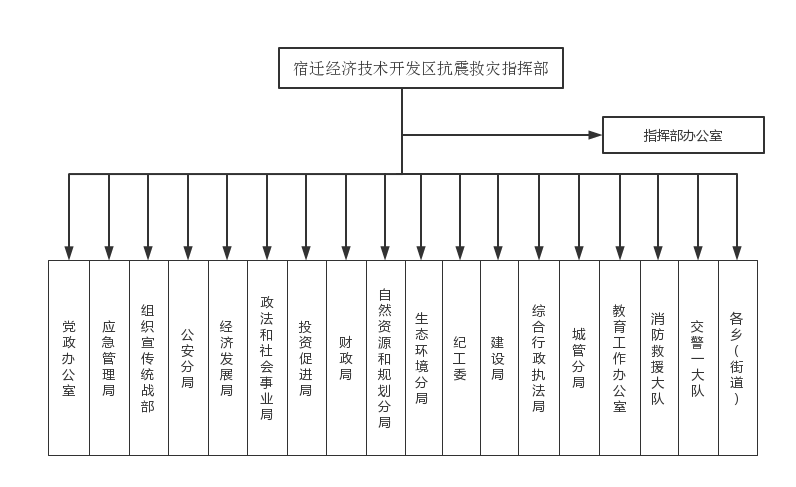 宿迁经济技术开发区抗震救灾指挥部
指挥部办公室
党政办公室
应急管理局
组织宣传统战部
公安分局
经济发展局
政法和社会事业局
投资促进局
财政局
自然资源和规划分局
生态环境分局
纪工委
建设局
综合行政执法局
城管分局
教育工作办公室
消防救援大队
交警一大队
各乡(街道)